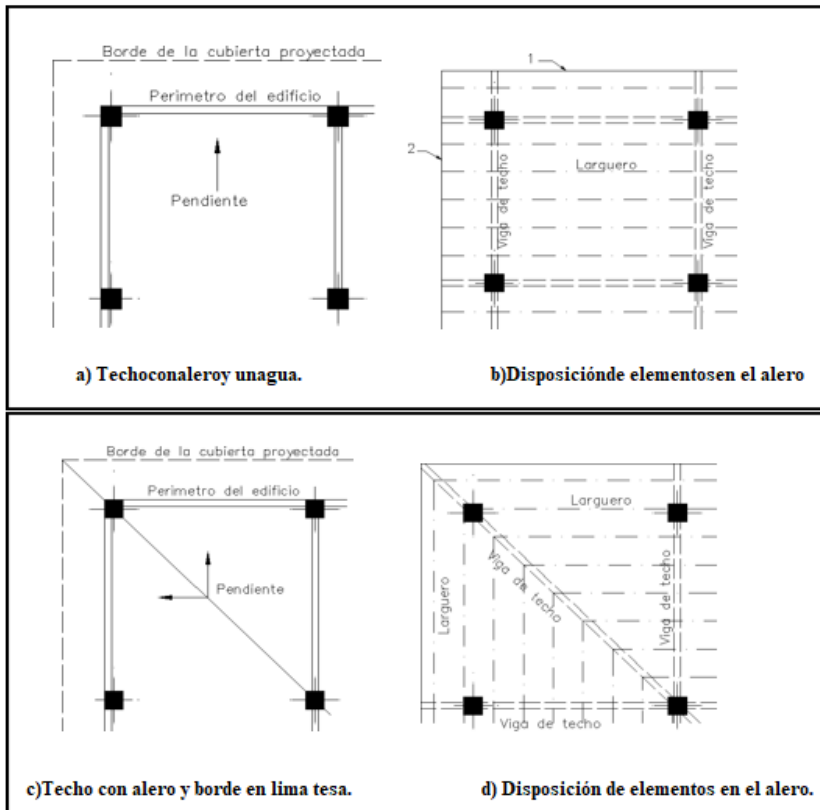 Borde de la cubierta proyectada
Perimetro del edificio
Pendiente
a) Techoconaleroy unagua.
1
2
Viga de techo
Larguero
Viga de techo
b)Disposiciónde elementosen el alero
Borde de la cubierta proyectada
Perimetro del edificio
Pendiente
c)Techo con alero y borde en lima tesa.
Larguero
Larguero
Viga de techo
Viga de techo
Viga de techo
d) Disposición de elementos en el alero.